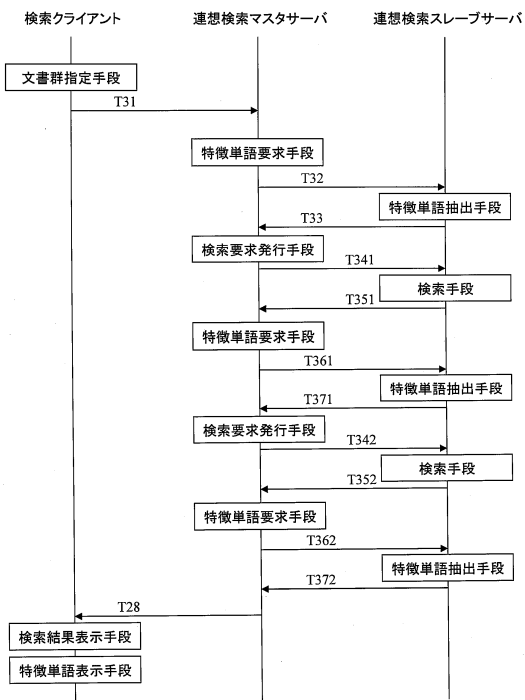 検索クライアント
連想検索マスタサーバ
連想検索スレーブサーバ
文書群指定手段
T31
特徴単語要求手段
T32
特徴単語抽出手段
T33
検索要求発行手段
T341
検索手段
T351
特徴単語要求手段
T361
特徴単語抽出手段
T371
検索要求発行手段
T342
検索手段
T352
特徴単語要求手段
T362
特徴単語抽出手段
T372
T28
検索結果表示手段
特徴単語表示手段